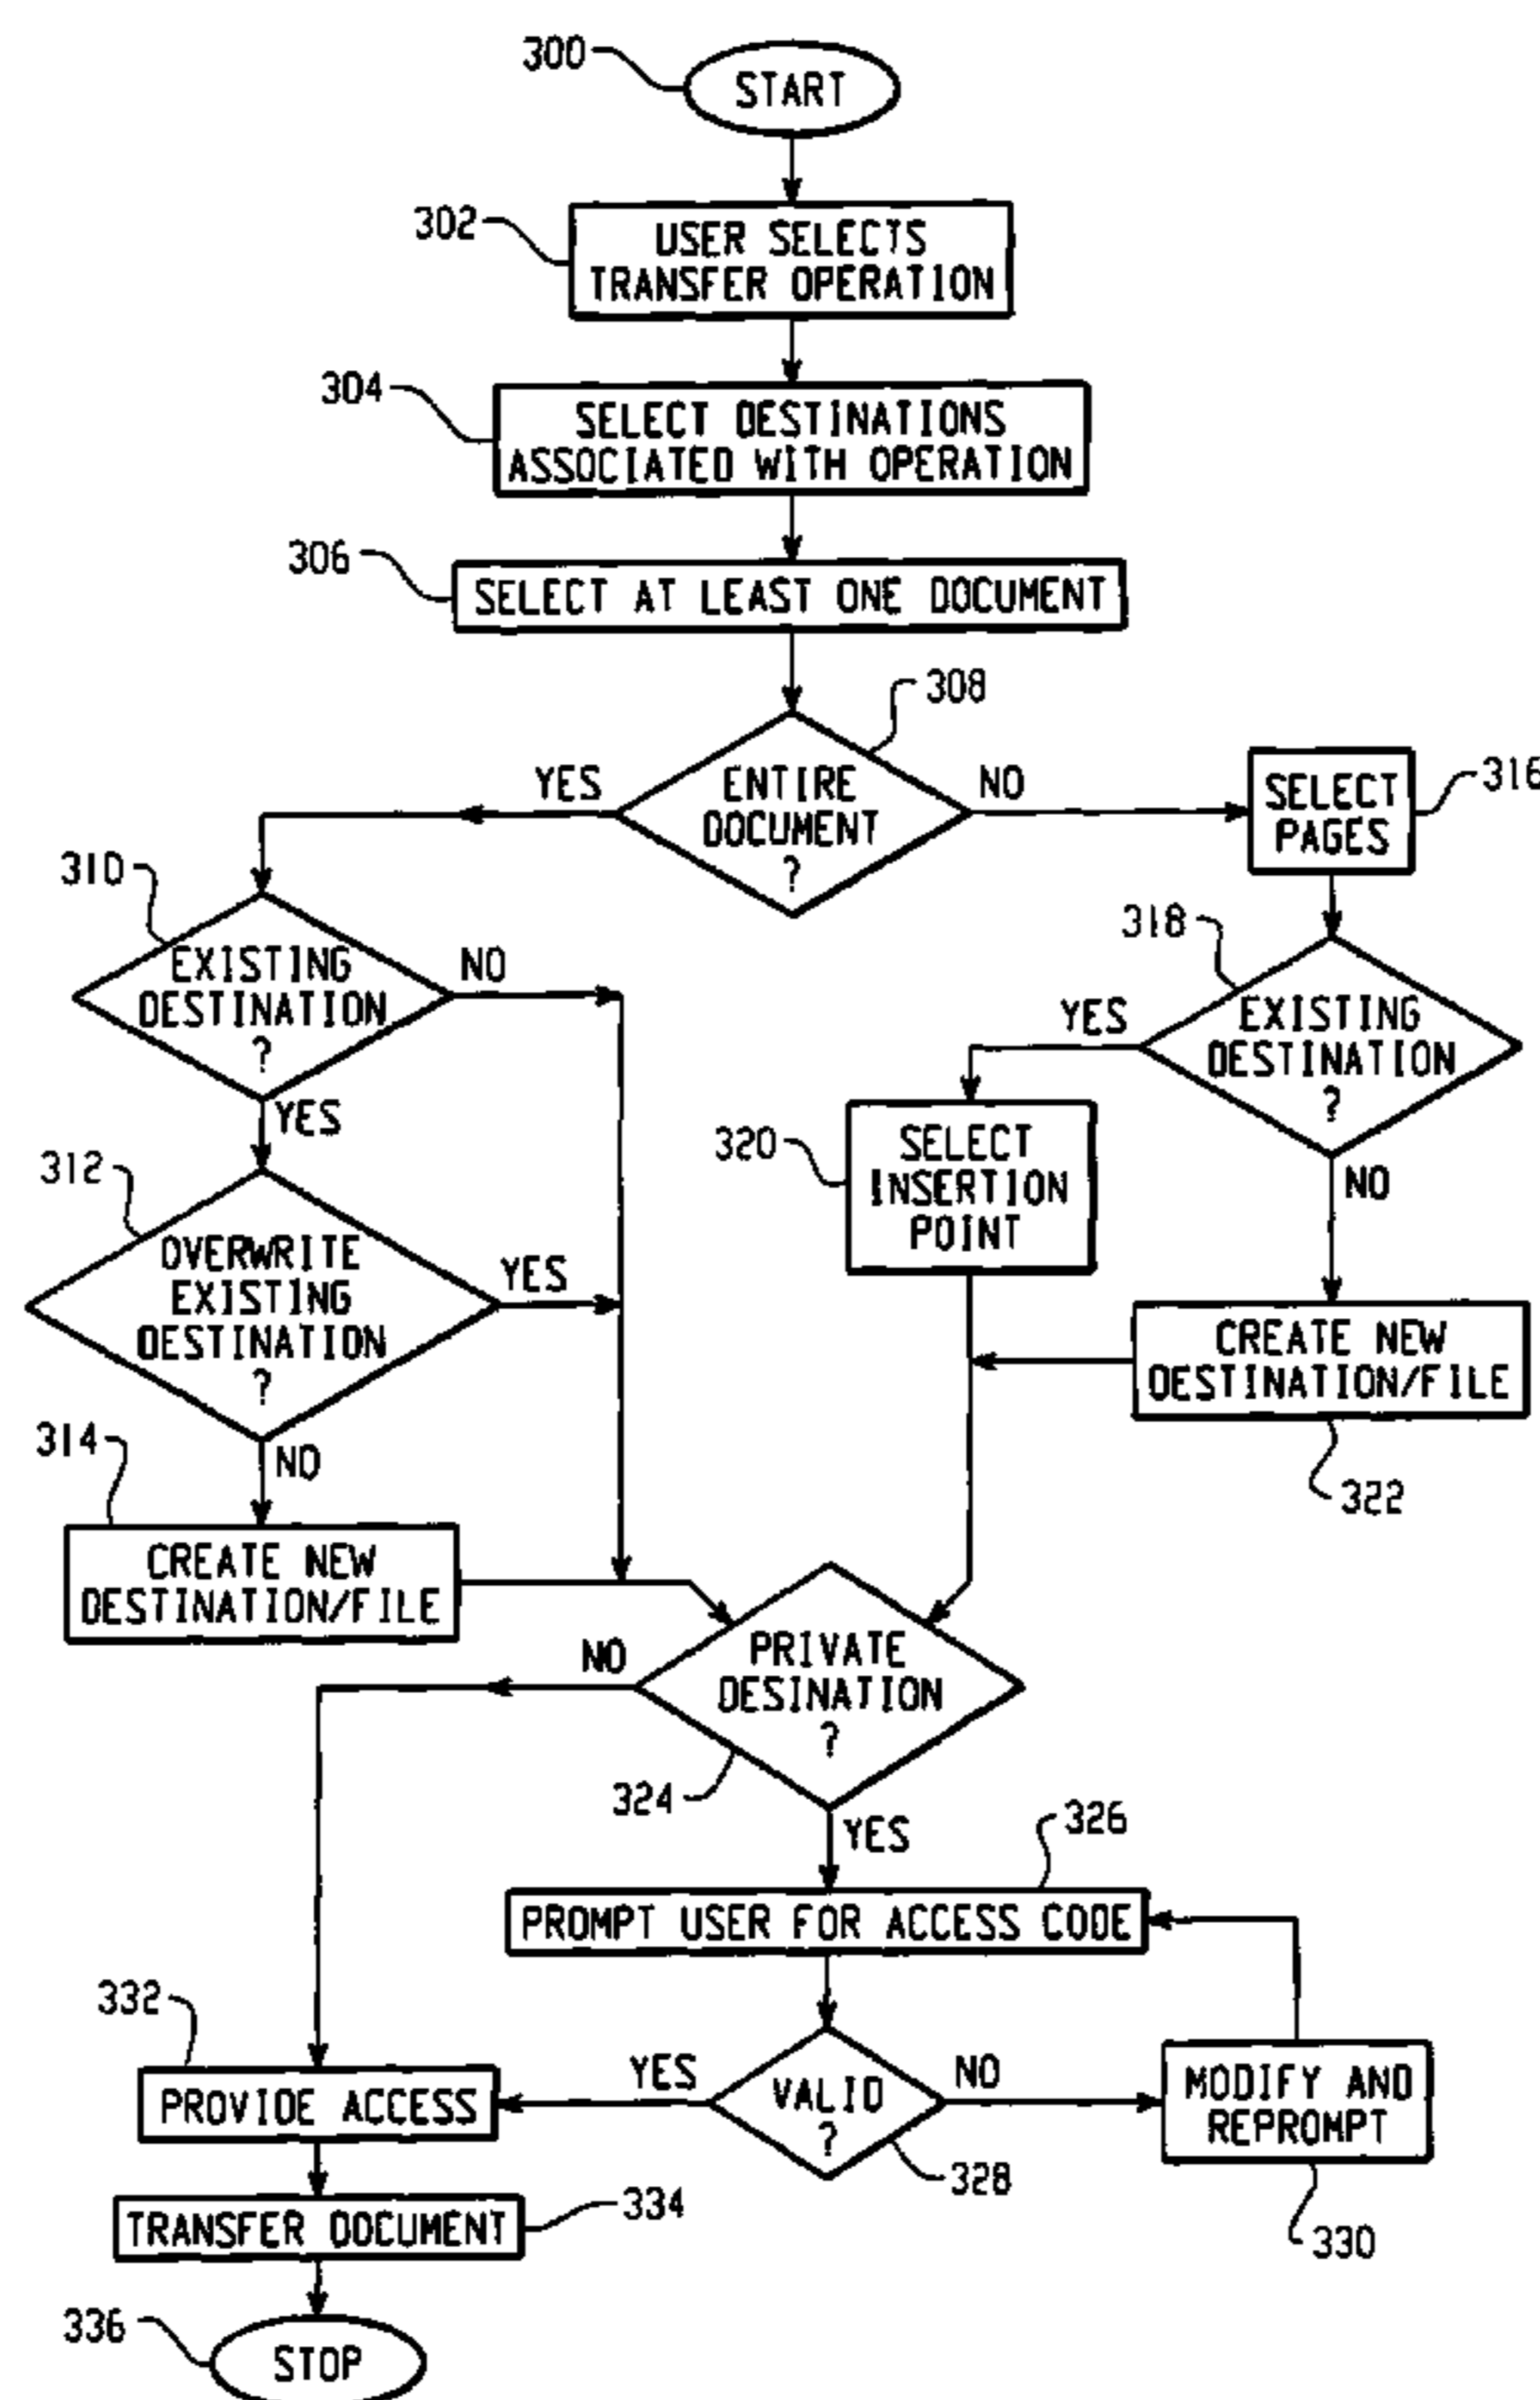 300
START
302
USER SELECTS
TRANSFER OPERATION
304
SELECT DESTINATIONS
ASSOCIATED WITH OPERATION
306
SELECT AT LEAST ONE DOCUMENT
308
YES
ENTIRE
DOCUMENT
?
NO
SELECT
PAGES
316
310
EXISTING
DESTINATION
?
NO
YES
318
EXISTING
DESTINATION
?
YES
NO
312
OVERWRITE
EXISTING
DESTINATION
?
YES
NO
320
SELECT
INSERTION
POINT
CREATE NEW
DESTINATION/FILE
322
314
CREATE NEW
DESTINATION/FILE
NO
PRIVATE
DESINATION
?
324
YES
326
PROMPT USER FOR ACCESS CODE
332
PROVIDE ACCESS
YES
VALID
?
NO
328
MODIFY AND
REPROMPT
330
TRANSFER DOCUMENT
334
336
STOP